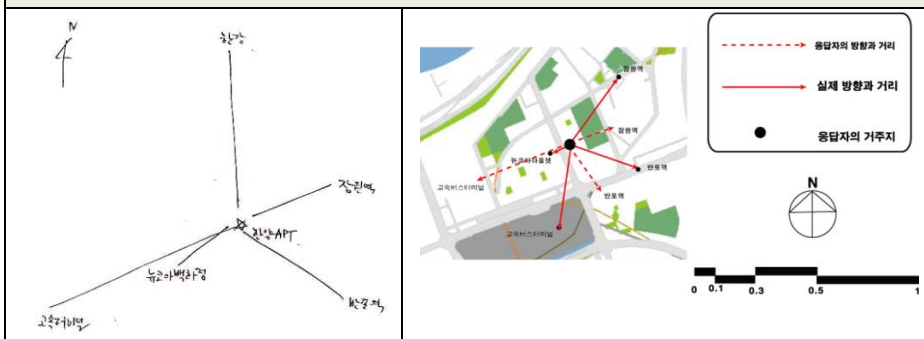 N
한강
잠원역
한양APT
뉴코아백화점
반포역
고속터미널
잠원역
잠원역
뉴코아아울렛
고속버스터미널
반포역
반포역
고속버스터미널
응답자의 방향과 거리
실제 방향과 거리
응답자의 거주지
N
0 0.1 0.3 0.5 1